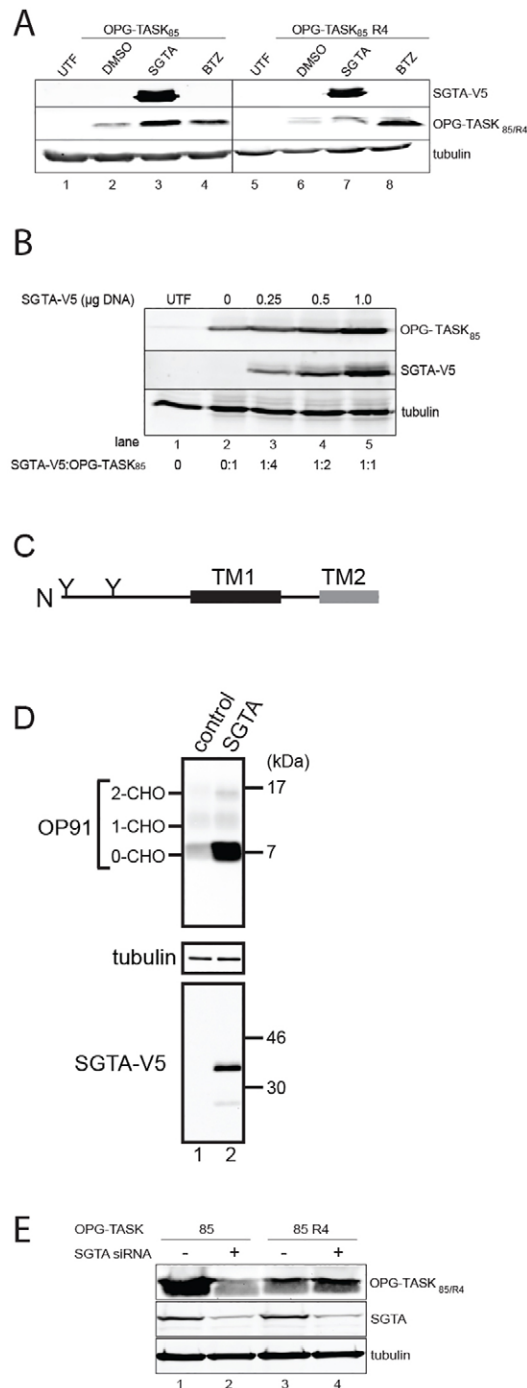 A
OPG-TASK85 OPG-TASK85 R4
UTF DMSO SGTA BTZ UTF DMSO SGTA BTZ
SGTA-V5
OPG-TASK 85/R4
tubulin
1 2 3 4 5 6 7 8
B
SGTA-V5 (µg DNA) UTF 0 0.25 0.5 1.0
OPG-TASK85
SGTA-V5
tubulin
lane 1 2 3 4 5
SGTA-V5:OPG-TASK85 0 0:1 1:4 1:2 1:1
C
TM1 TM2
N Y Y
D
control SGTA
(kDa)
2-CHO 17
OP91 1-CHO
0-CHO 7
tubulin
46
SGTA-V5
30
1 2
E
OPG-TASK 85 85 R4
SGTA siRNA - + - +
OPG-TASK 85/R4
SGTA
tubulin
1 2 3 4